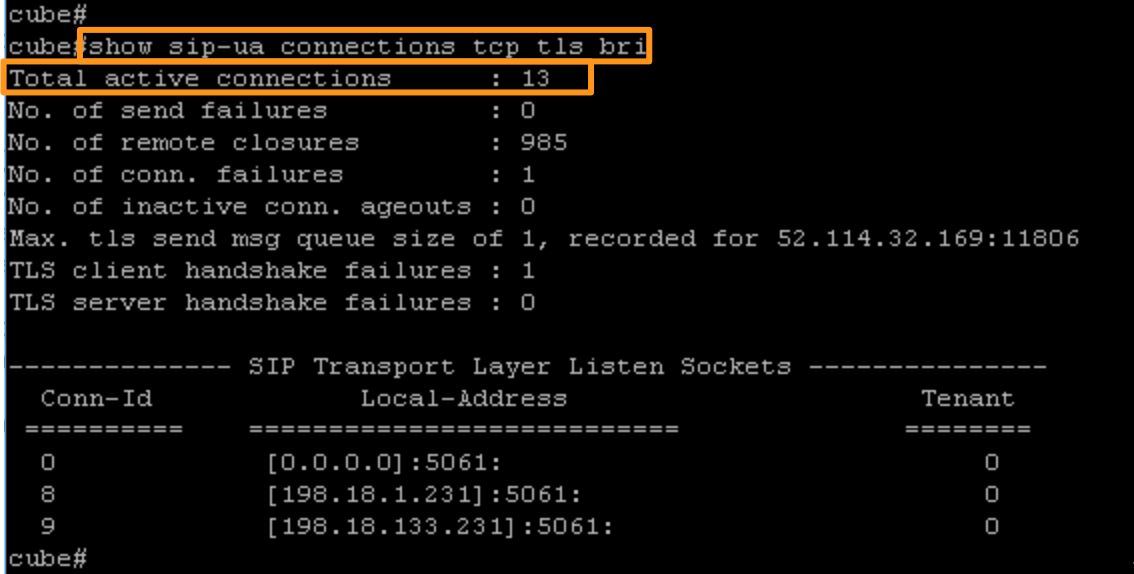 cube#
cube#show sip-ua connections tcp tls bri
Total active connections      : 13
No. of send failures          : 0
No. of remote closures        : 985
No. of conn. failures         : 1
No. of inactive conn. ageouts : 0
Max. tls send msg queue size of 1, recorded for 52.114.32.169:11806
TLS client handshake failures : 1
TLS server handshake failures : 0
-------------- SIP Transport Layer Listen Sockets ---------------
  Conn-Id             Local-Address                      Tenant
 ==========    ===========================            ========
  0             [0.0.0.0]:5061:                              0
  8             [198.18.1.231]:5061:                         0
  9             [198.18.133.231]:5061:                       0
cube#